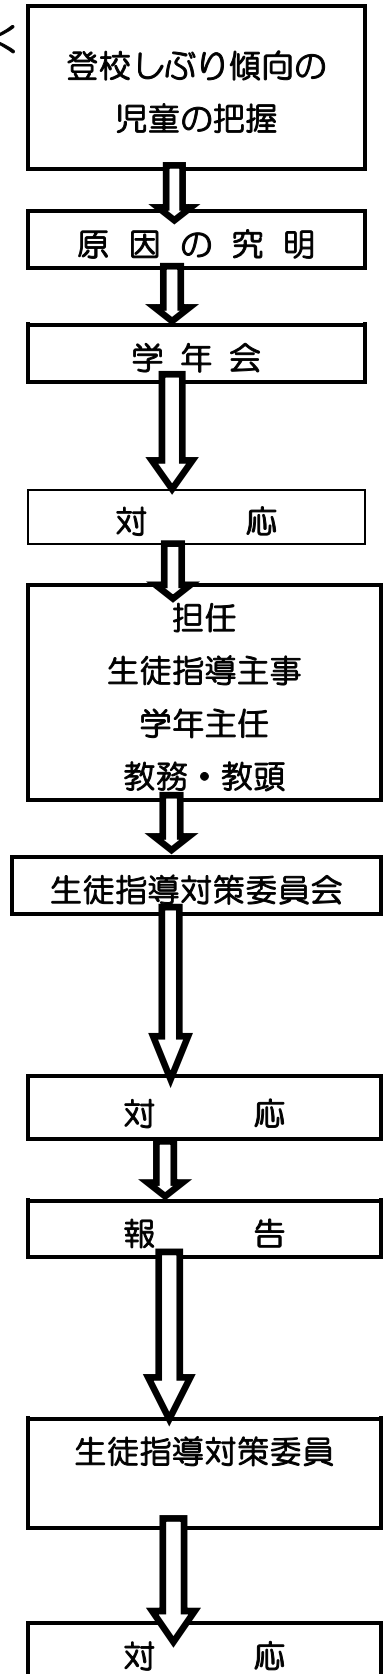 登校しぶり傾向の
児童の把握
原因の究明
学年会
対応
担任
生徒指導主事
学年主任
教務・教頭
生徒指導対策委員会
対応
報告
生徒指導対策委員
対応